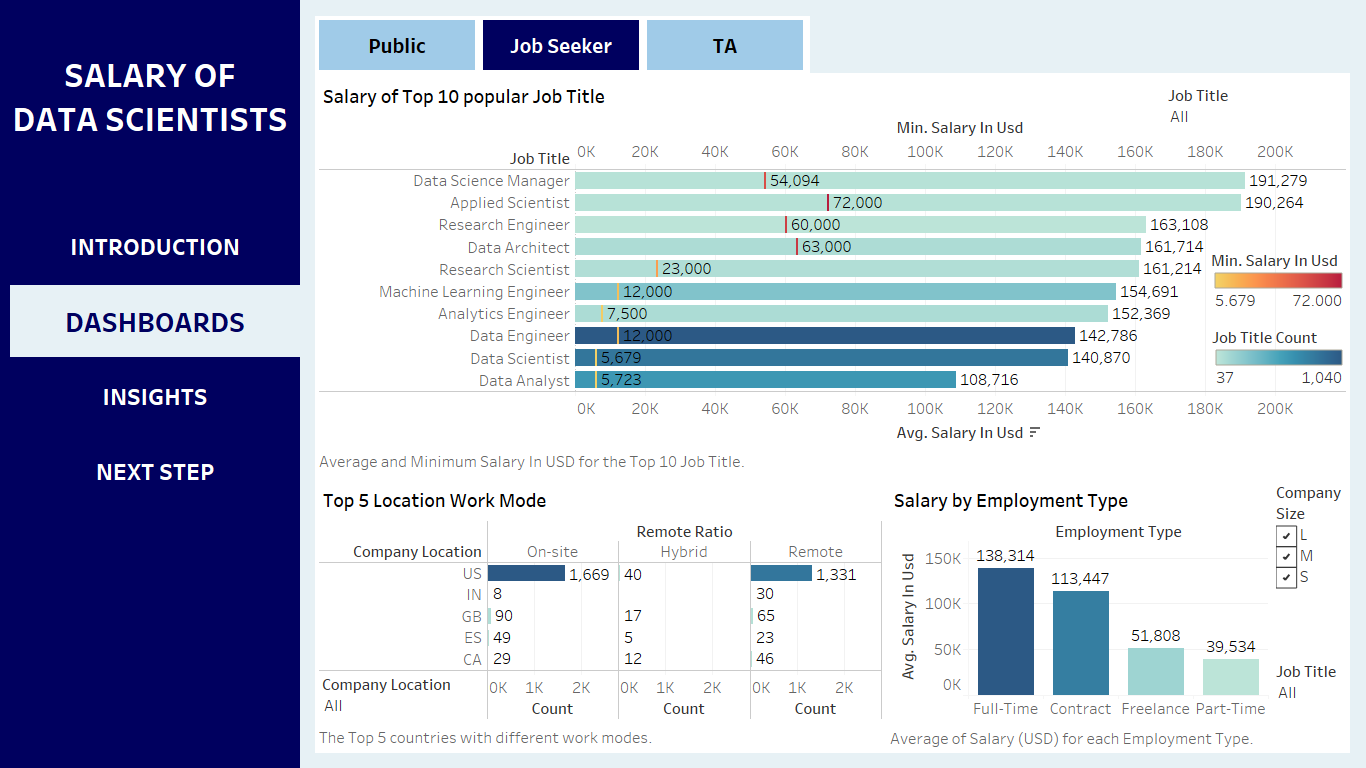 SALARY OF
DATA SCIENTISTS
INTRODUCTION
DASHBOARDS
INSIGHTS
NEXT STEP
Public Job Seeker TA
Salary of Top 10 popular Job Title
Job Title
All
Min. Salary In Usd
Job Title 0K 20K 40K 60K 80K 100K 120K 140K 160K 180K 200K
Data Science Manager 54,094 191,279
Applied Scientist 72,000 190,264
Research Engineer 60,000 163,108
Data Architect 63,000 161,714
Research Scientist 23,000 161,214
Machine Learning Engineer 12,000 154,691
Analytics Engineer 7,500 152,369
Data Engineer 12,000 142,786
Data Scientist 5,679 140,870
Data Analyst 5,723 108,716
0K 20K 40K 60K 80K 100K 120K 140K 160K 180K 200K
Avg. Salary In Usd
Min. Salary In Usd
5,679 72,000
Job Title Count
37 1,040
Average and Minimum Salary In USD for the Top 10 Job Title.
Top 5 Location Work Mode
Remote Ratio
Company Location On-site Hybrid Remote
US 1,669 40 1,331
IN 8 30
GB 90 17 65
ES 49 5 23
CA 29 12 46
0K 1K 2K 0K 1K 2K 0K 1K 2K
Count Count Count
Company Location
All
The Top 5 countries with different work modes.
Salary by Employment Type
Employment Type
Avg. Salary In Usd
150K
100K
50K
0K
138,314
113,447
51,808
39,534
Full-Time Contract Freelance Part-Time
Company
Size
L
M
S
Job Title
All
Average of Salary (USD) for each Employment Type.